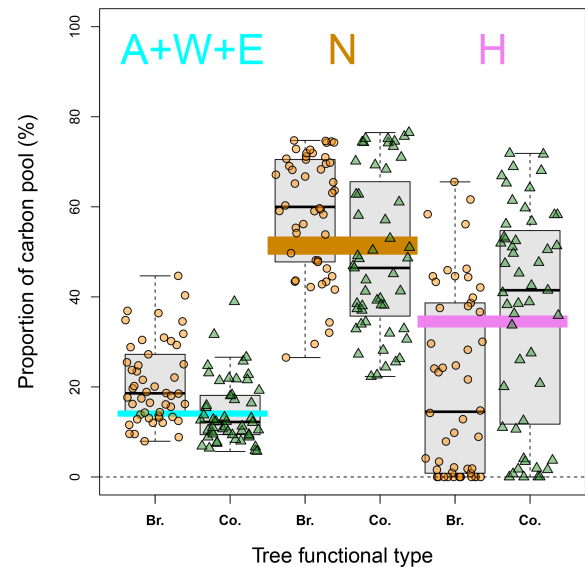 A+W+E N H
Proportion of carbon pool (%)
100
80
60
40
20
0
Br. Co. Br. Co. Br. Co.
Tree functional type